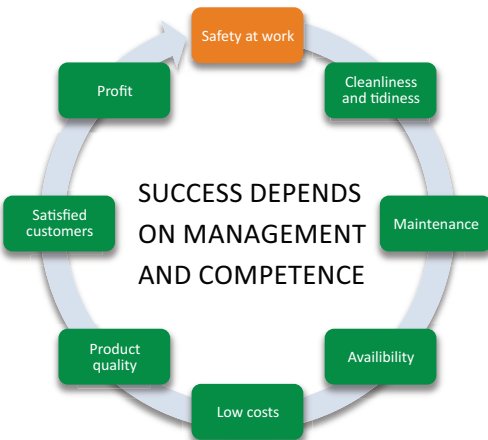 Safety at work
Cleanliness
and tidiness
Maintenance
Availibility
Low costs
Product
quality
Satisfied
customers
Profit
SUCCESS DEPENDS
ON MANAGEMENT
AND COMPETENCE